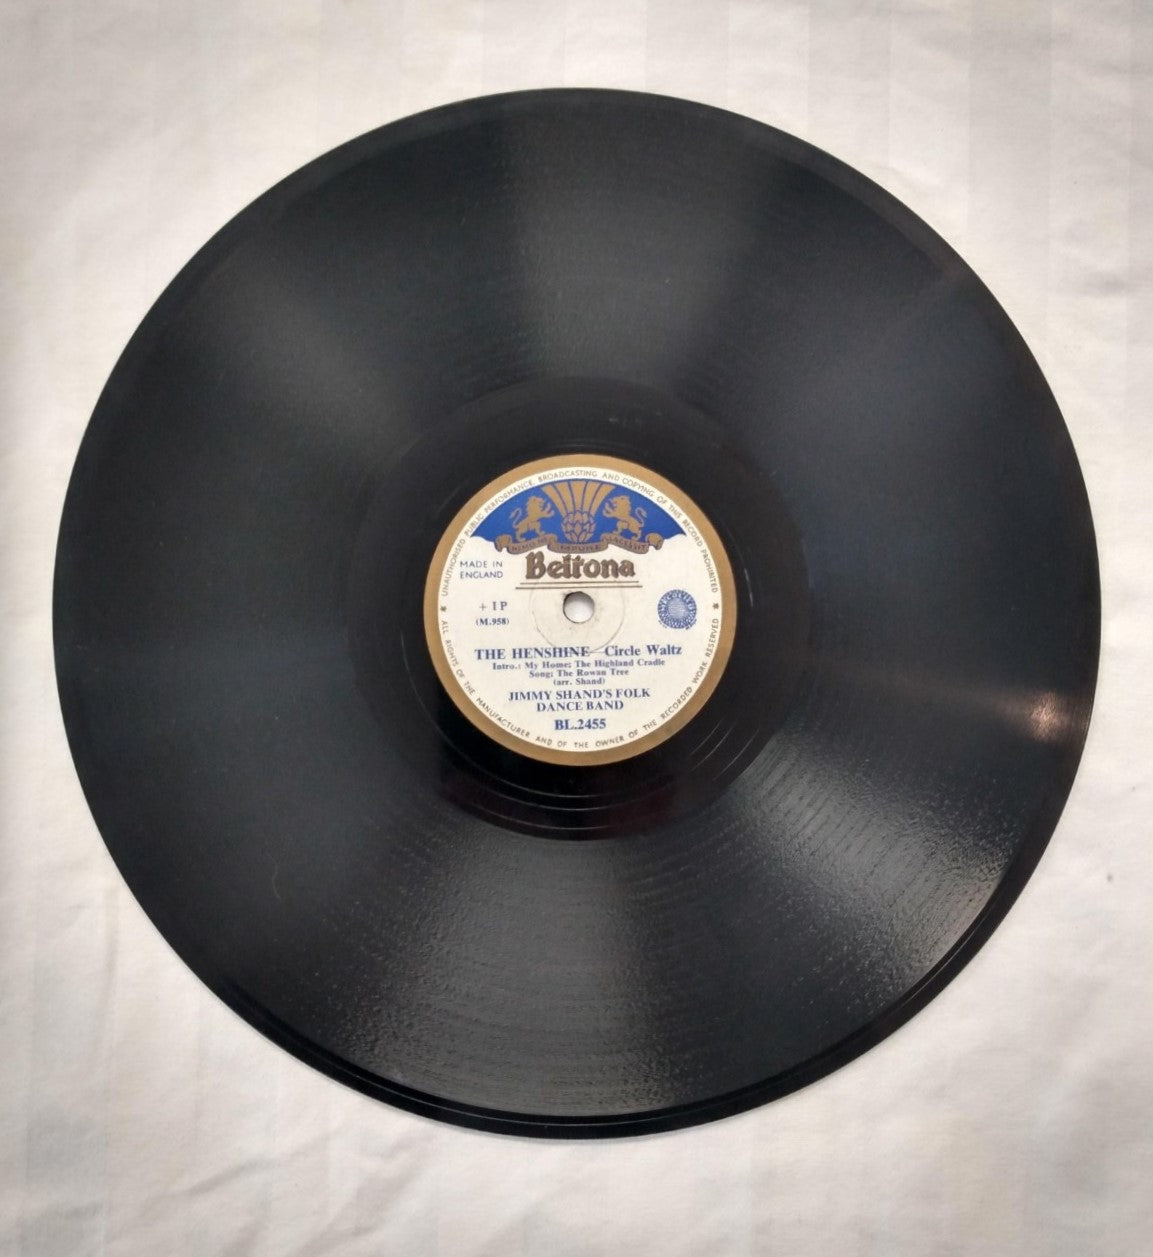 UNAUTHORISED PUBLIC PERFORMANCE, BROADCASTING AND COPYING OF THIS RECORD PROHIBITED
Beltona
MADE IN
ENGLAND
+ 1 P
(M.958)
THE HENSHINE Circle Waltz
Intro.: My Home; The Highland Cradle
Song; The Rowan Tree
(arr. Shand)
JIMMY SHAND'S FOLK
DANCE BAND
BL.2455
* ALL RIGHTS OF THE MANUFACTURER AND OF THE OWNER OF THE RECORDED WORK RESERVED *